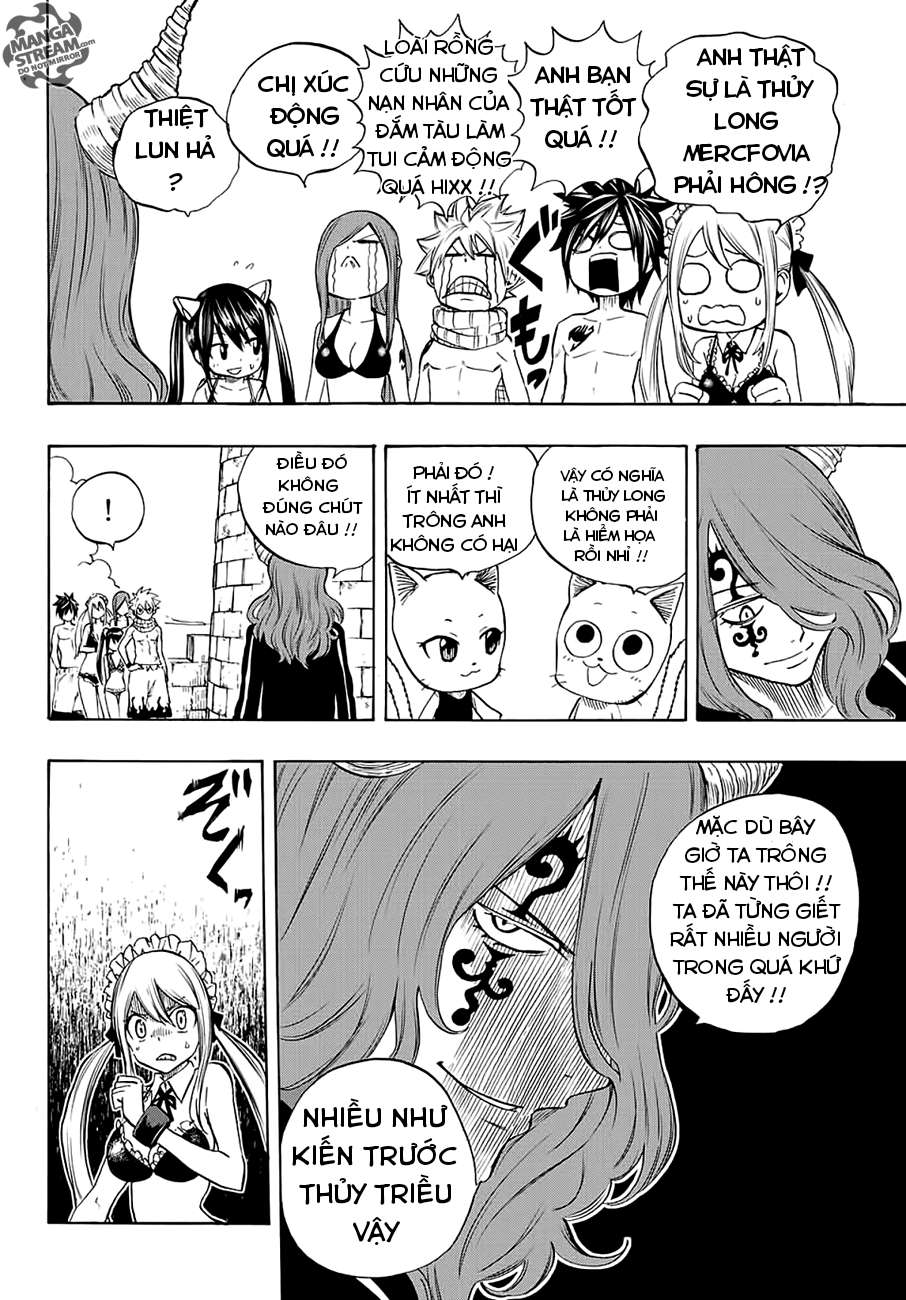 MANGA
STREAM.com
DO NOT MIRROR!
ANH THẬT
SỰ LÀ THỦY
LONG
MERCFOVIA
PHẢI HÔNG !?
ANH BẠN
THẬT TỐT
QUÁ !!
LOÀI RỒNG
CỨU NHỮNG
NẠN NHÂN CỦA
ĐẮM TÀU LÀM
TUI CẢM ĐỘNG
QUÁ HIXX !!
CHỊ XÚC
ĐỘNG
QUÁ !!
THIỆT
LUN HẢ
?
ぐもっ
VẬY CÓ NGHĨA
LÀ THỦY LONG
KHÔNG PHẢI
LÀ HIỂM HỌA
RỒI NHỈ !!
PHẢI ĐÓ !
ÍT NHẤT THÌ
TRÔNG ANH
KHÔNG CÓ HẠI
ĐIỀU ĐÓ
KHÔNG
ĐÚNG CHÚT
NÀO ĐÂU !!
!
MẶC DÙ BÂY
GIỜ TA TRÔNG
THẾ NÀY THÔI !!
TA ĐÃ TỪNG GIẾT
RẤT NHIỀU NGƯỜI
TRONG QUÁ KHỨ
ĐẤY !!
NHIỀU NHƯ
KIẾN TRƯỚC
THỦY TRIỀU
VẬY
ぞく